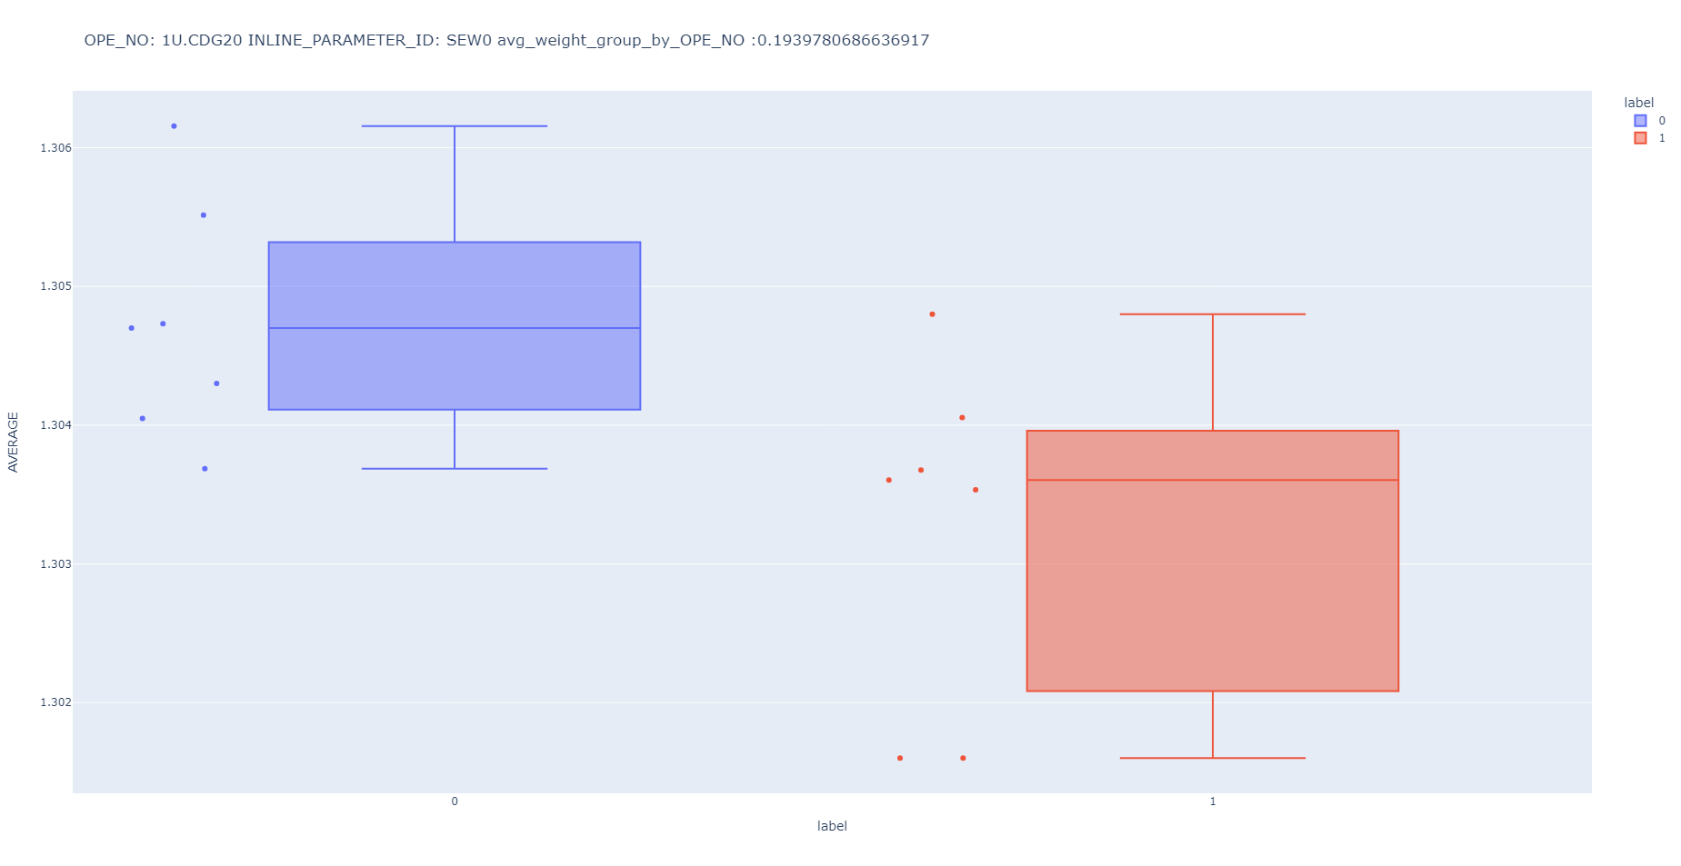 OPE_NO: 1U.CDG20 INLINE_PARAMETER_ID: SEW0 avg_weight_group_by_OPE_NO :0.1939780686636917
label
0
1
1.306
1.305
1.304
1.303
1.302
AVERAGE
0
1
label